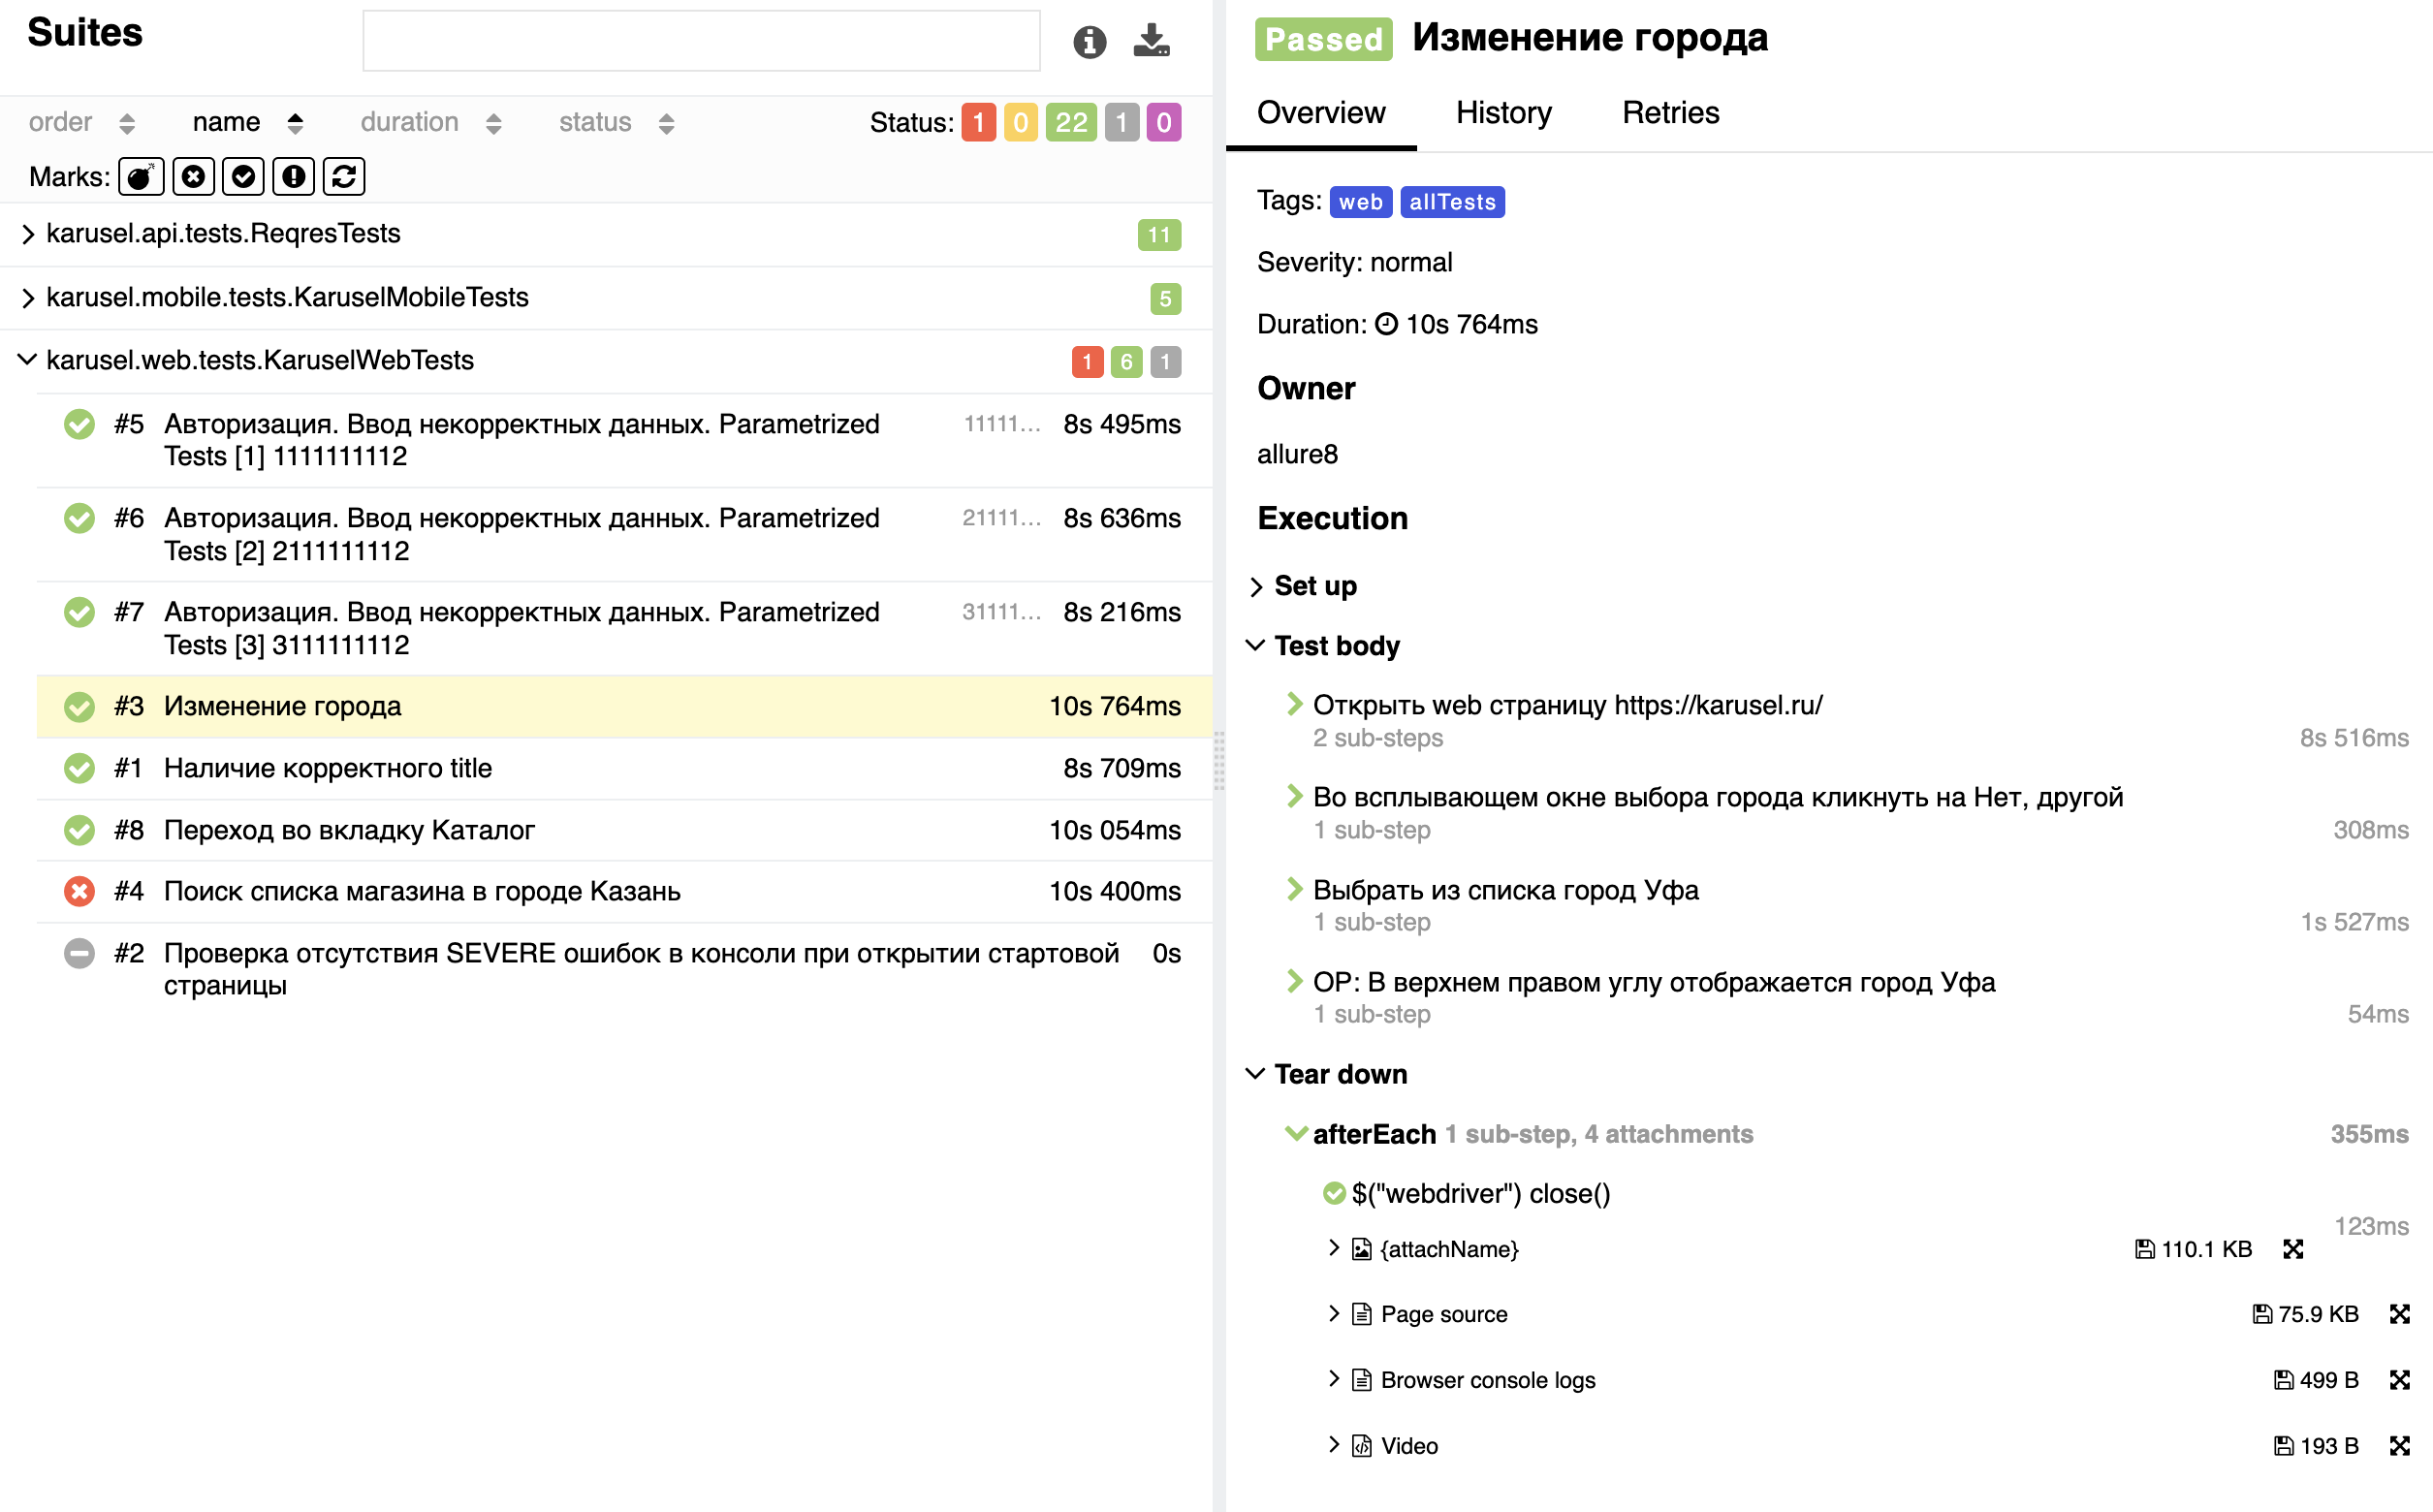 Suites
order name duration status Status: 1 0 22 1 0
Marks:
karusel.api.tests.ReqresTests 11
karusel.mobile.tests.KaruselMobileTests 5
karusel.web.tests.KaruselWebTests 1 6 1
#5 Авторизация. Ввод некорректных данных. Parametrized 11111... 8s 495ms
Tests [1] 1111111112
#6 Авторизация. Ввод некорректных данных. Parametrized 21111... 8s 636ms
Tests [2] 2111111112
#7 Авторизация. Ввод некорректных данных. Parametrized 31111... 8s 216ms
Tests [3] 3111111112
#3 Изменение города 10s 764ms
#1 Наличие корректного title 8s 709ms
#8 Переход во вкладку Каталог 10s 054ms
#4 Поиск списка магазина в городе Казань 10s 400ms
#2 Проверка отсутствия SEVERE ошибок в консоли при открытии стартовой 0s
страницы
Passed Изменение города
Overview History Retries
Tags: web allTests
Severity: normal
Duration: 10s 764ms
Owner
allure8
Execution
Set up
Test body
Открыть web страницу https://karusel.ru/
2 sub-steps 8s 516ms
Во всплывающем окне выбора города кликнуть на Нет, другой
1 sub-step 308ms
Выбрать из списка город Уфа
1 sub-step 1s 527ms
ОР: В верхнем правом углу отображается город Уфа
1 sub-step 54ms
Tear down
afterEach 1 sub-step, 4 attachments 355ms
$("webdriver") close()
123ms
{attachName} 110.1 KB
Page source 75.9 KB
Browser console logs 499 B
Video 193 B